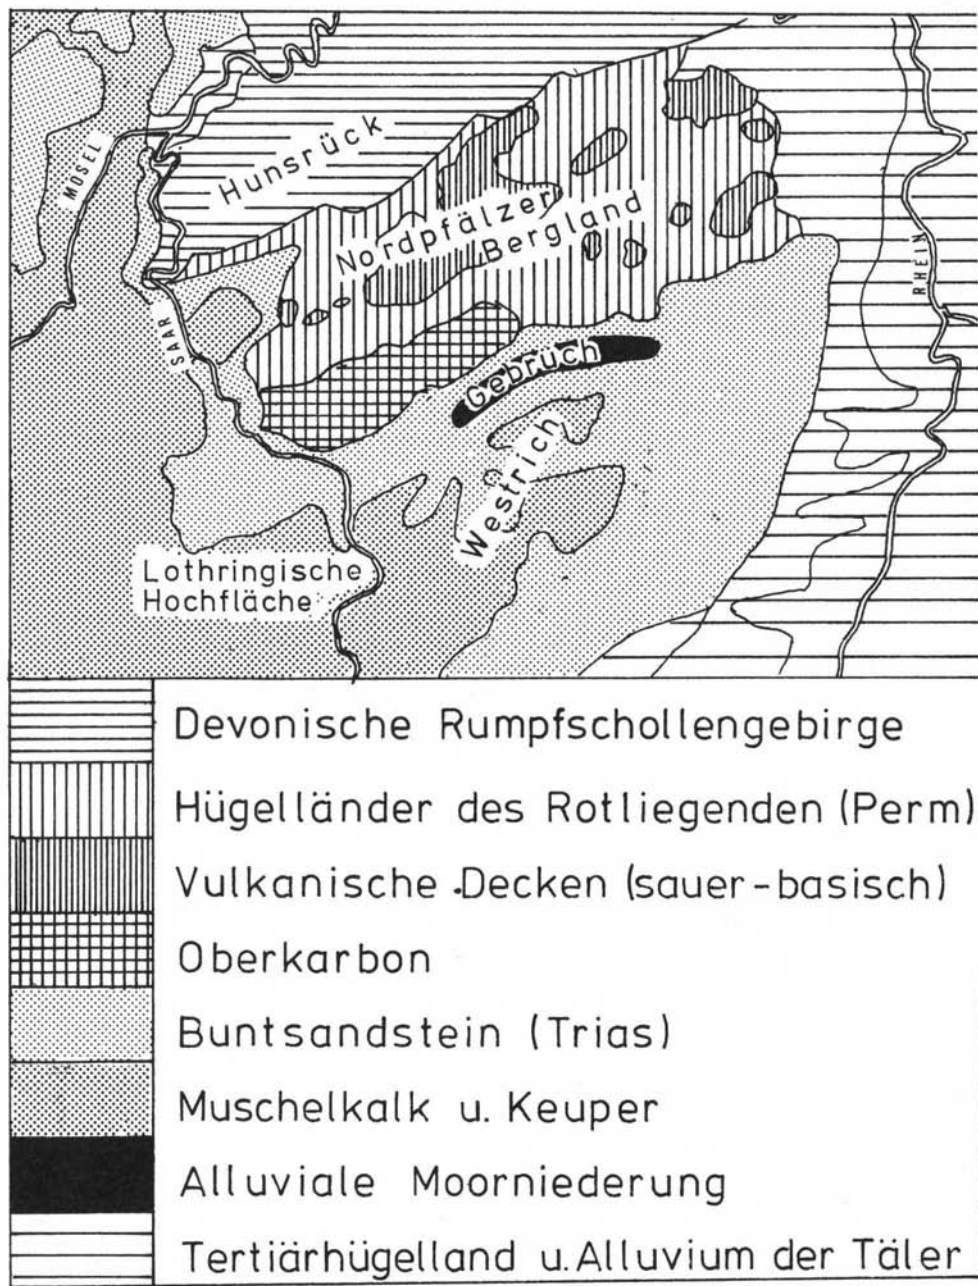 MOSEL
Hunsrück
Nordpfälzer
Bergland
SAAR
RHEIN
Gebrüch
Westrich
Lothringische
Hochfläche
Devonische Rumpfschollengebirge
Hügelländer des Rotliegenden (Perm)
Vulkanische Decken (sauer-basisch)
Oberkarbon
Buntsandstein (Trias)
Muschelkalk u. Keuper
Alluviale Moorniederung
Tertiärhügelland u. Alluvium der Täler